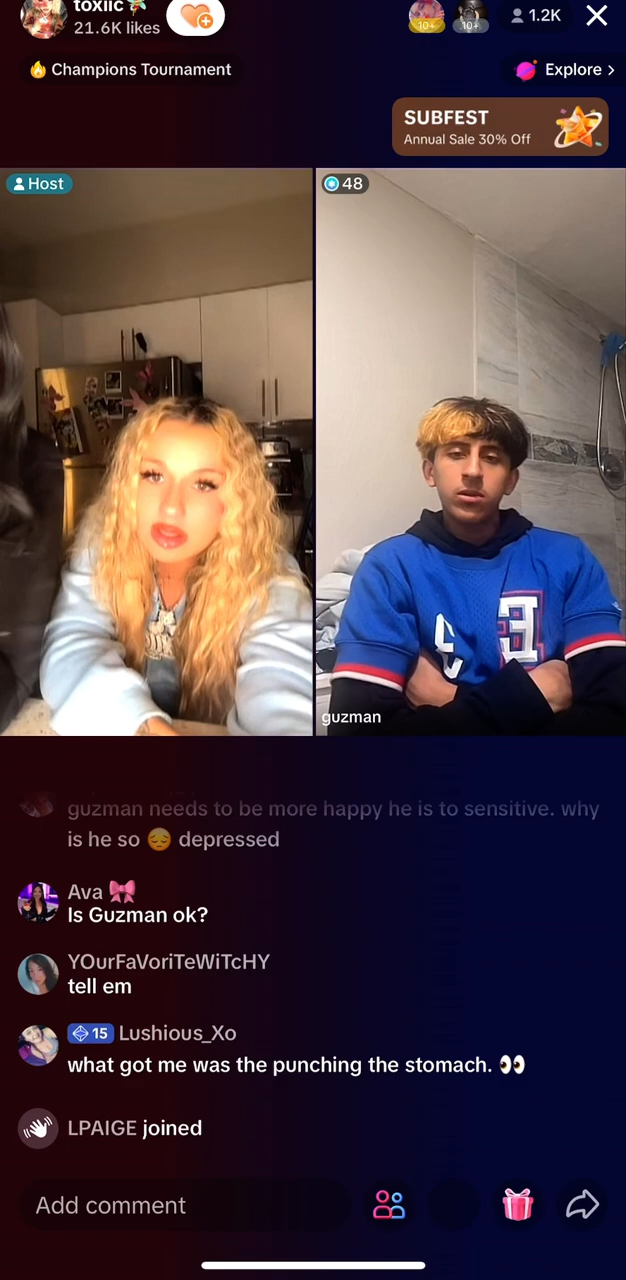 toxiic
21.6K likes
10+
10+
1.2K
Champions Tournament
Explore >
SUBFEST
Annual Sale 30% Off
Host
48
guzman
guzman needs to be more happy he is to sensitive. why
is he so 😔 depressed
Ava 🎀
Is Guzman ok?
YOurFaVoriTeWiTcHY
tell em
15 Lushious_Xo
what got me was the punching the stomach. 👀
LPAIGE joined
Add comment